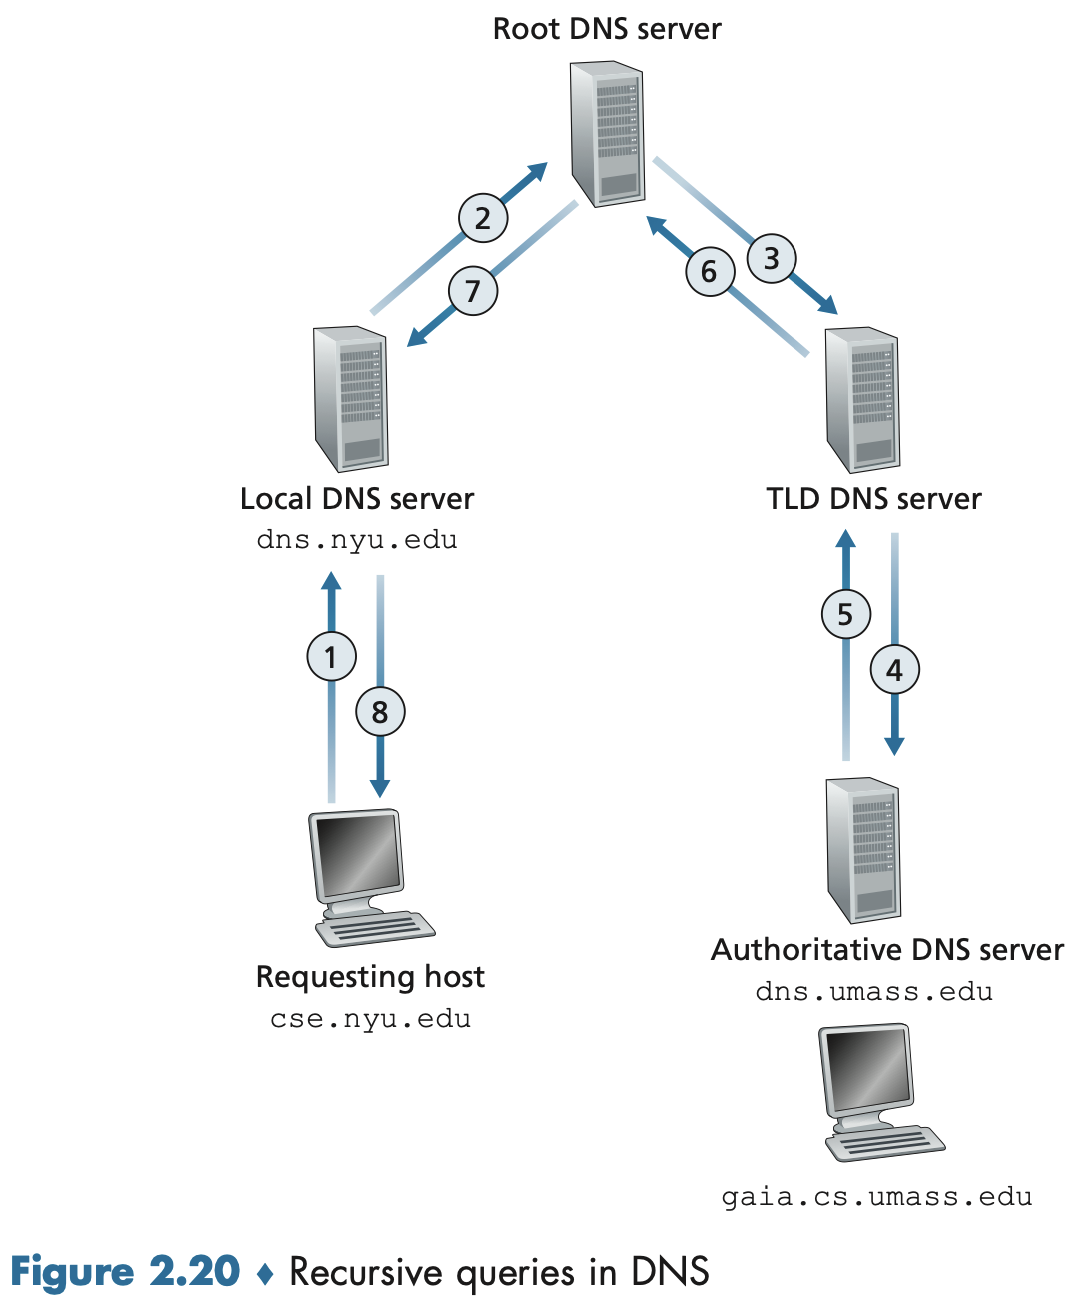 Root DNS server
2
7
6
3
Local DNS server
dns.nyu.edu
TLD DNS server
1
8
5
4
Requesting host
cse.nyu.edu
Authoritative DNS server
dns.umass.edu
gaia.cs.umass.edu
Figure 2.20 ♦ Recursive queries in DNS